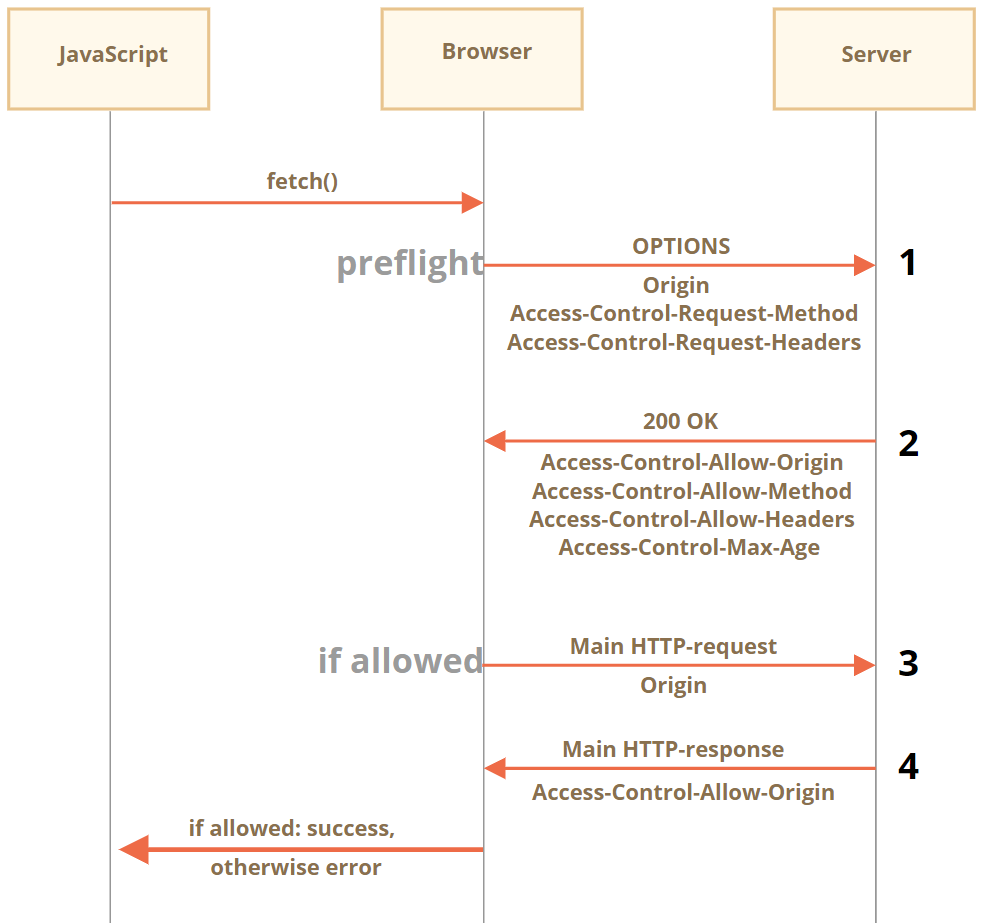 JavaScript
Browser
Server
fetch()
preflight
OPTIONS
1
Origin
Access-Control-Request-Method
Access-Control-Request-Headers
200 OK
2
Access-Control-Allow-Origin
Access-Control-Allow-Method
Access-Control-Allow-Headers
Access-Control-Max-Age
if allowed
Main HTTP-request
3
Origin
Main HTTP-response
4
Access-Control-Allow-Origin
if allowed: success,
otherwise error